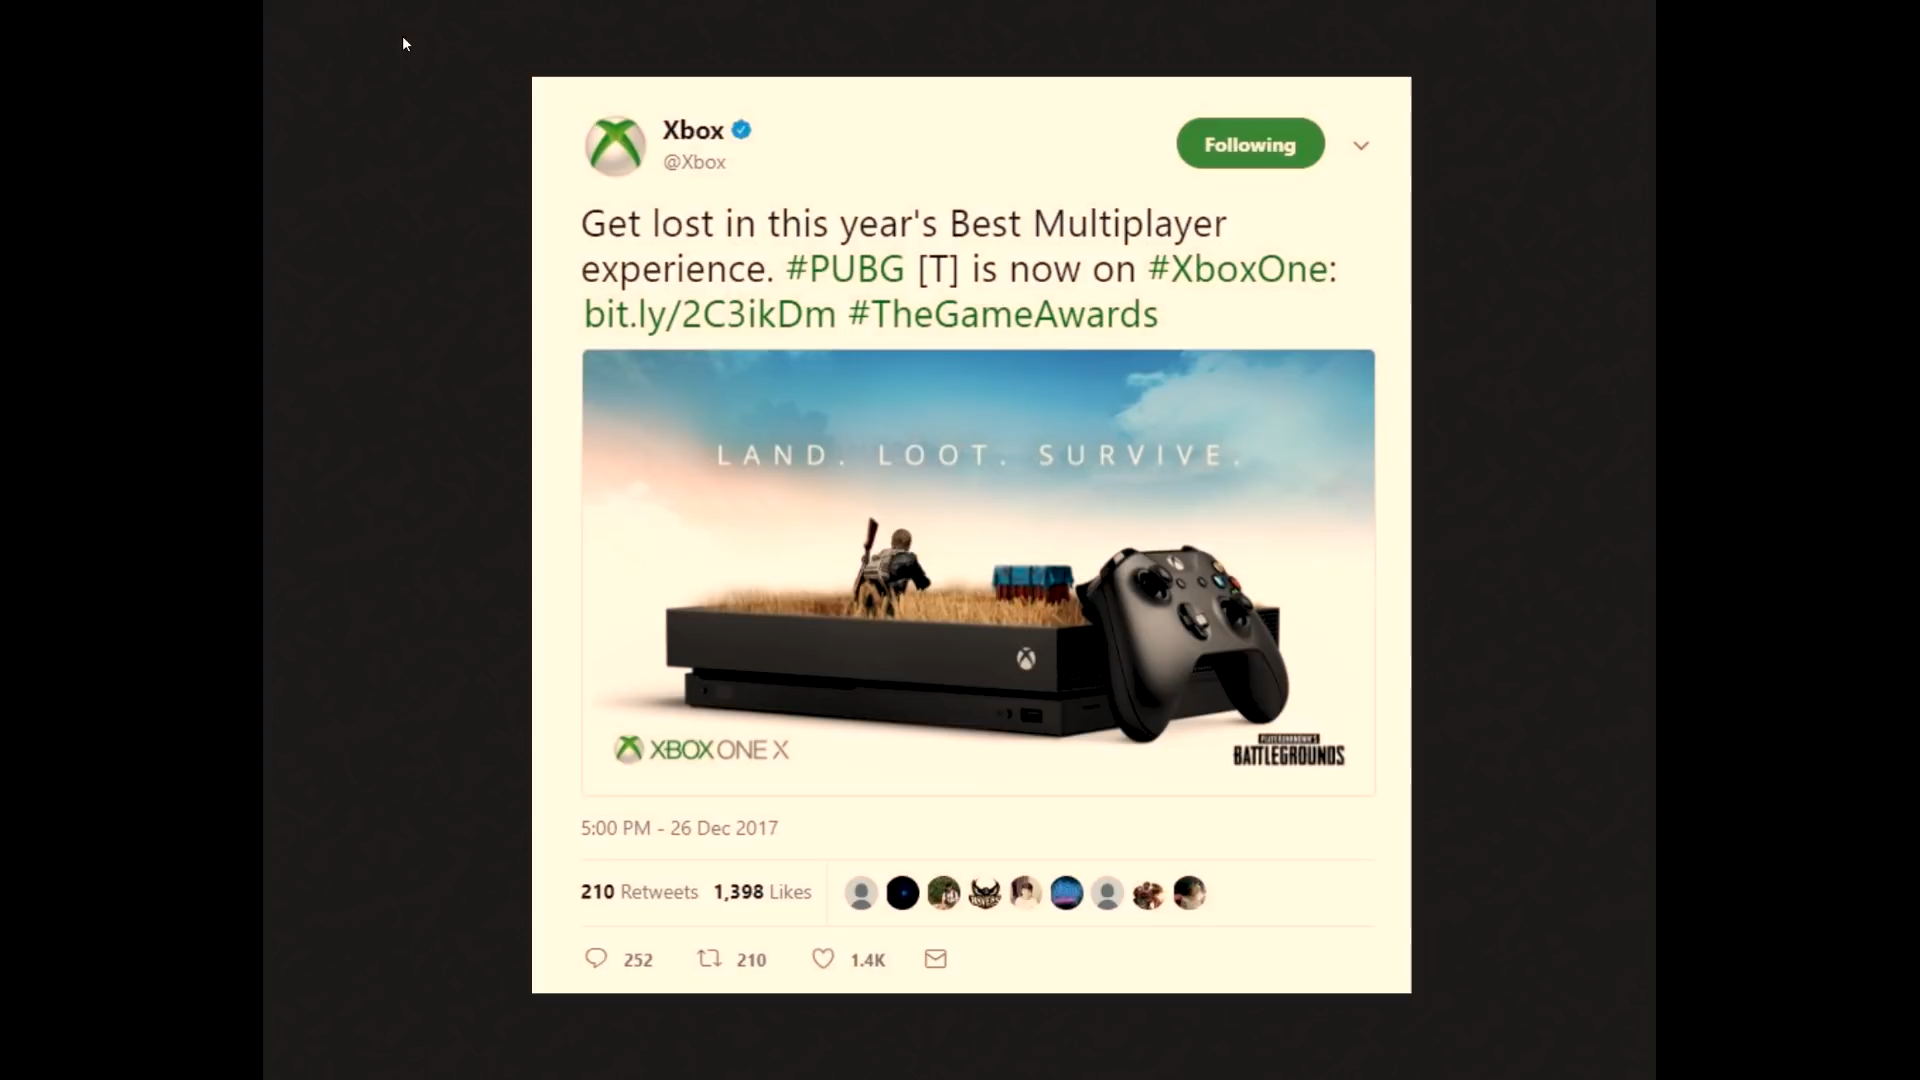 Xbox
@Xbox
Following
Get lost in this year's Best Multiplayer
experience. #PUBG [T] is now on #XboxOne:
bit.ly/2C3ikDm #TheGameAwards
LAND. LOOT. SURVIVE.
XBOX ONE X
PLAYERUNKNOWN'S
BATTLEGROUNDS
5:00 PM - 26 Dec 2017
210 Retweets 1,398 Likes
252 210 1.4K